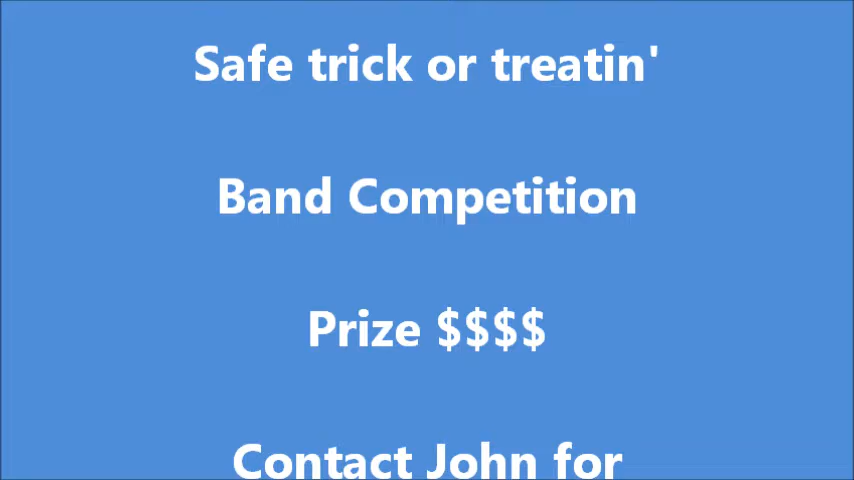 Safe trick or treatin'
Band Competition
Prize $$$$
Contact John for